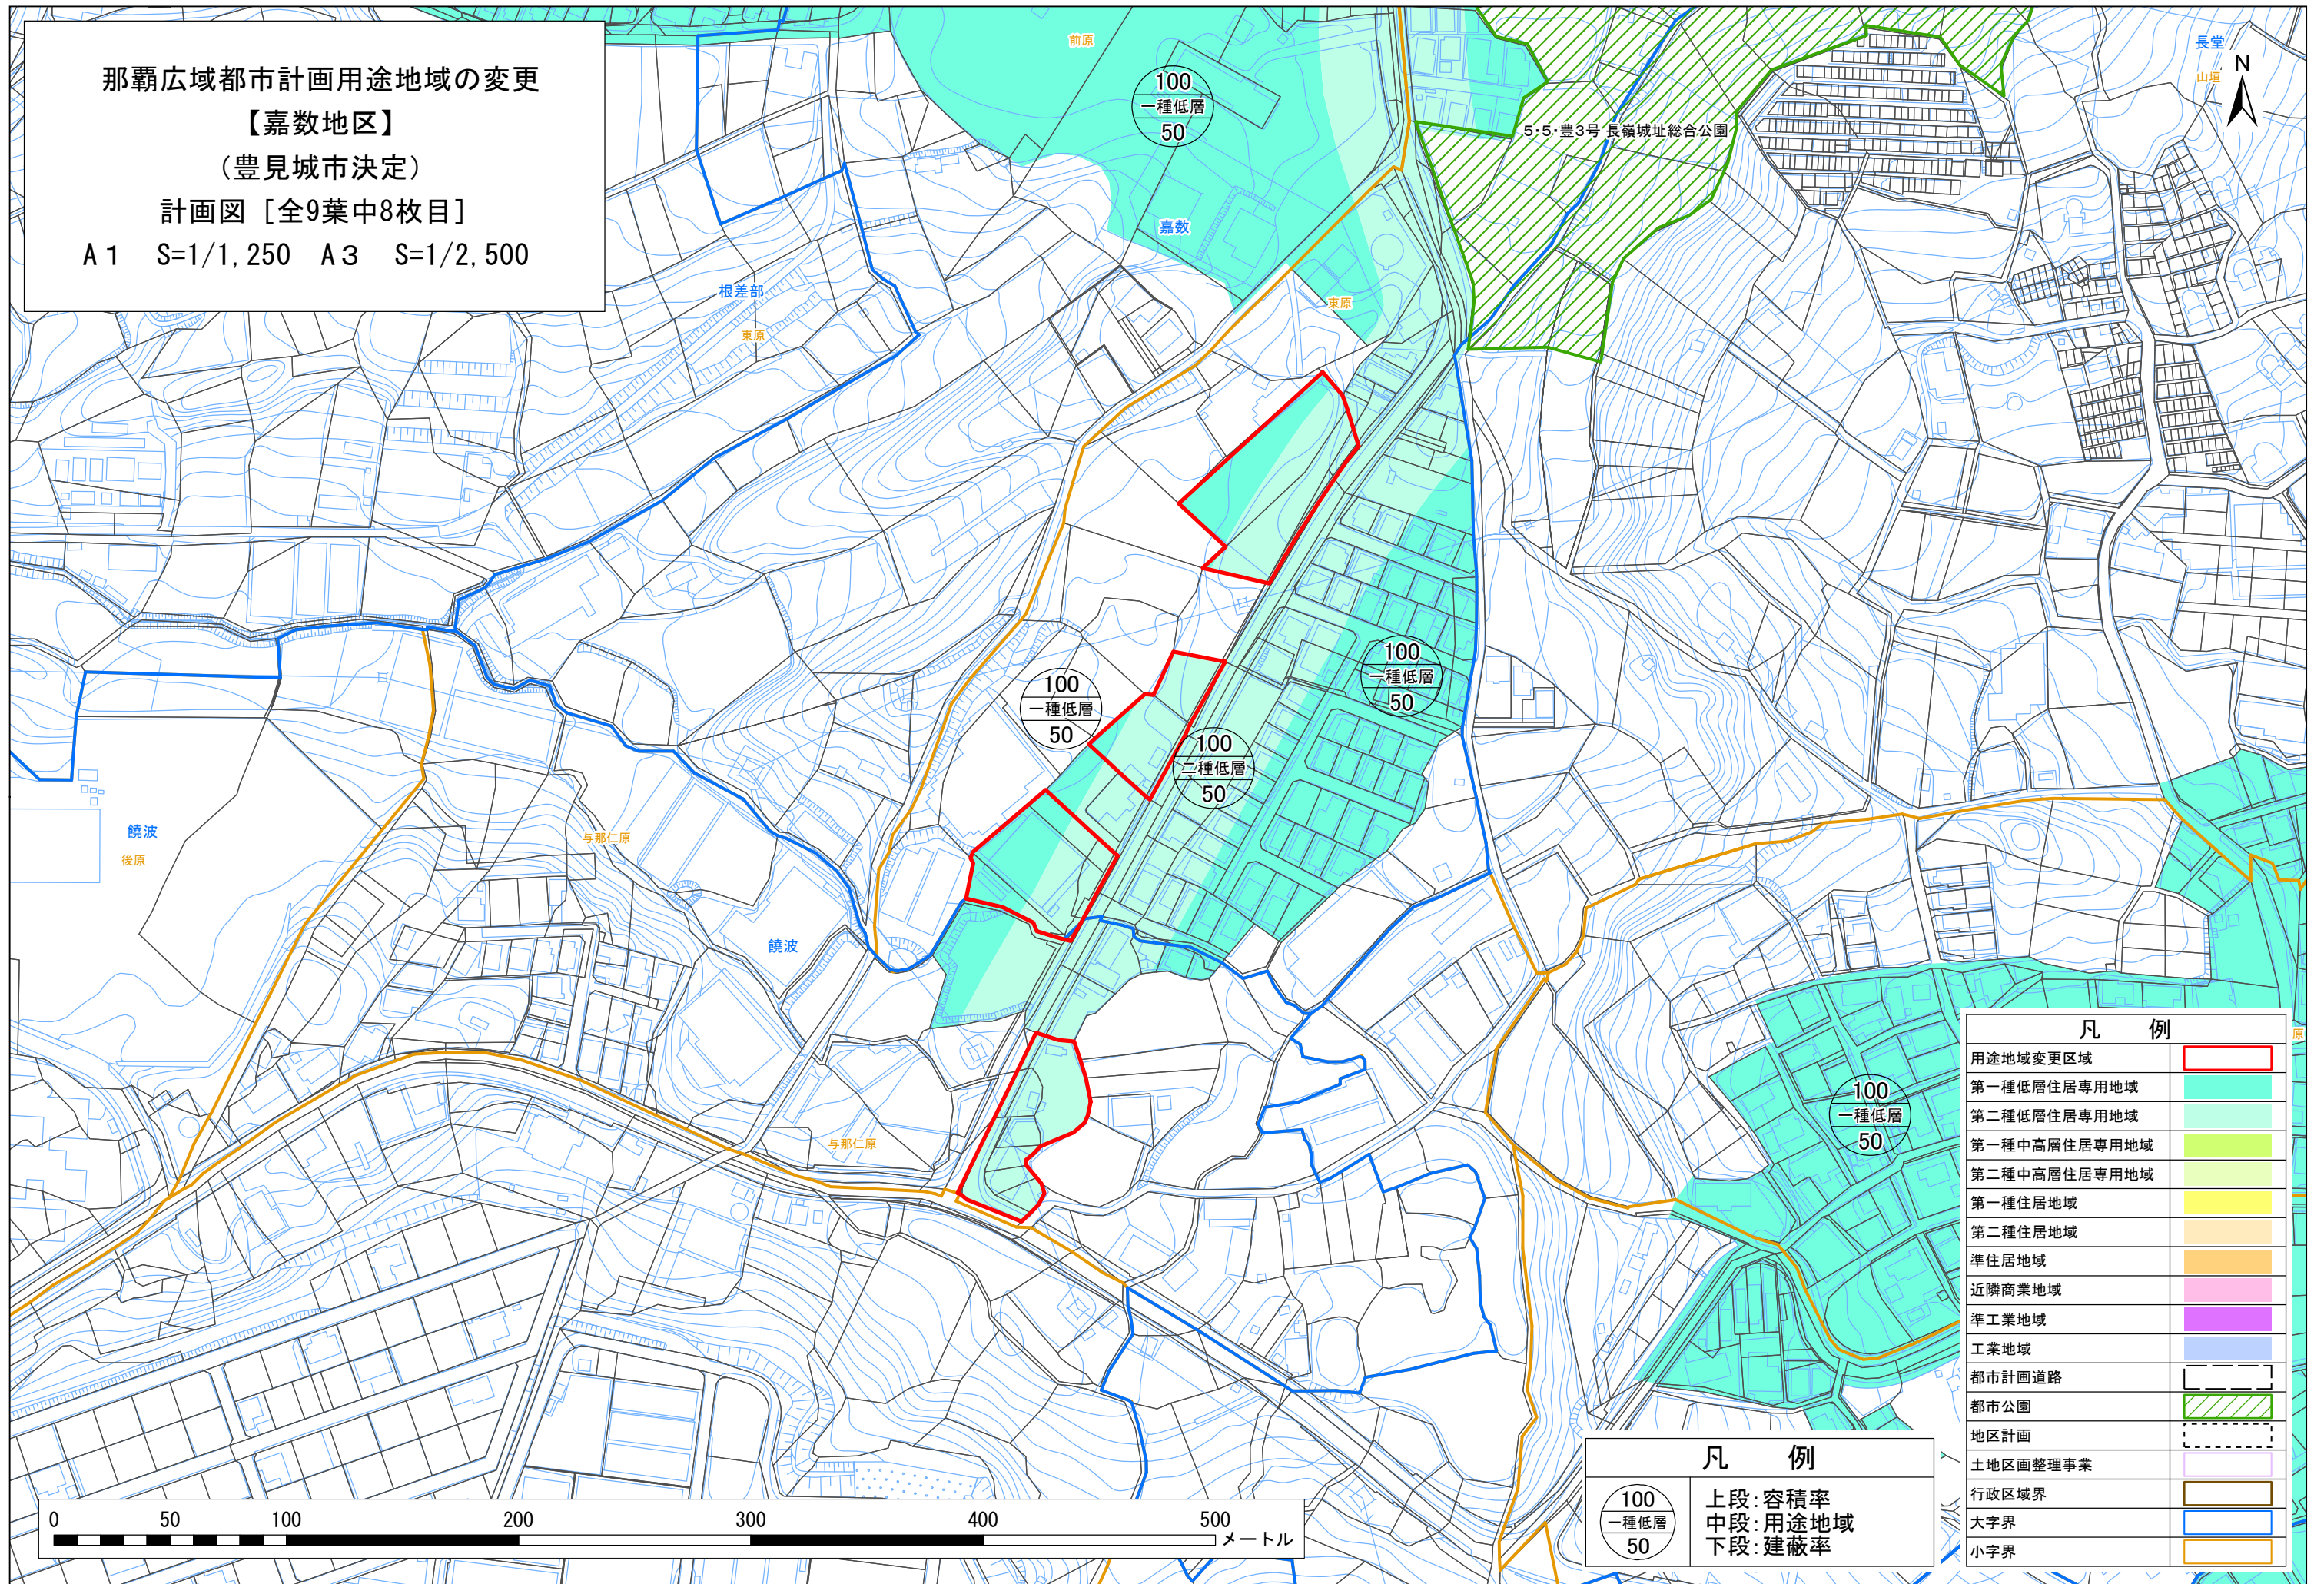 那覇広域都市計画用途地域の変更
【嘉数地区】
（豊見城市決定）
計画図［全9葉中8枚目］
A1 S=1/1,250 A3 S=1/2,500
前原
100
一種低層
50
長堂
山垣
N
5・5・豊3号 長嶺城址総合公園
嘉数
根差部
東原
東原
100
一種低層
50
100
一種低層
50
100
二種低層
50
饒波
後原
与那仁原
饒波
与那仁原
100
一種低層
50
原
凡 例
用途地域変更区域
第一種低層住居専用地域
第二種低層住居専用地域
第一種中高層住居専用地域
第二種中高層住居専用地域
第一種住居地域
第二種住居地域
準住居地域
近隣商業地域
準工業地域
工業地域
都市計画道路
都市公園
地区計画
土地区画整理事業
行政区域界
大字界
小字界
凡 例
100
一種低層
50
上段：容積率
中段：用途地域
下段：建蔽率
0 50 100 200 300 400 500
メートル